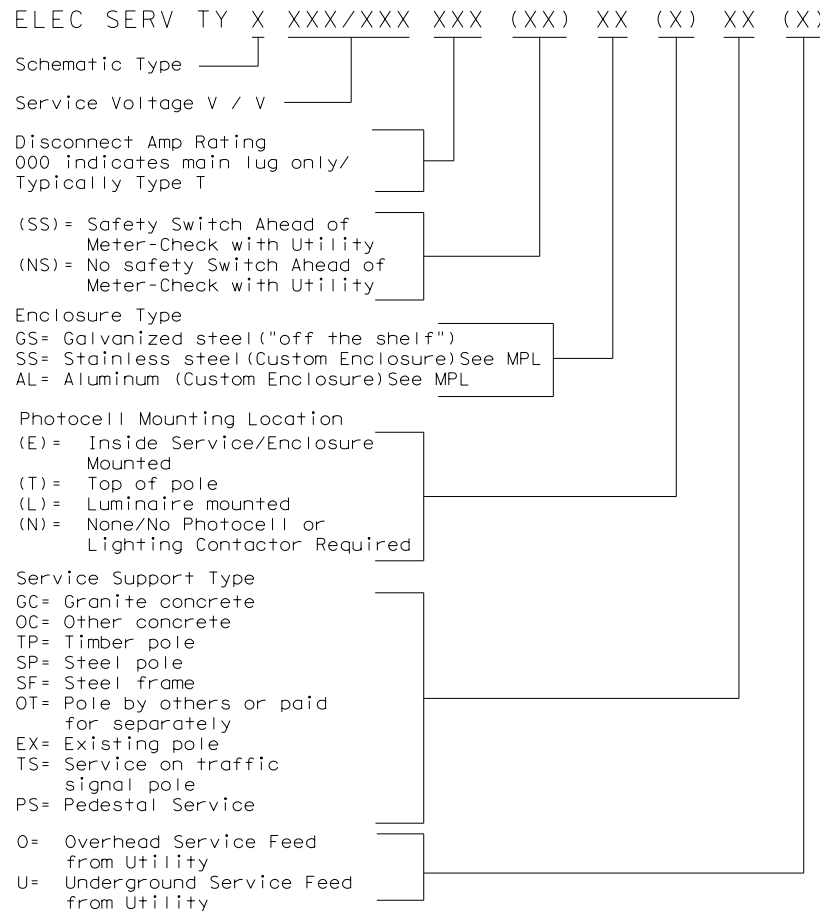 ELEC SERV TY X XXX/XXX XXX (XX) XX (X) XX (X)
Schematic Type
Service Voltage V / V
Disconnect Amp Rating
000 indicates main lug only/
Typically Type T
(SS)= Safety Switch Ahead of
Meter-Check with Utility
(NS)= No safety Switch Ahead of
Meter-Check with Utility
Enclosure Type
GS= Galvanized steel("off the shelf")
SS= Stainless steel(Custom Enclosure)See MPL
AL= Aluminum (Custom Enclosure)See MPL
Photocell Mounting Location
(E)= Inside Service/Enclosure
Mounted
(T)= Top of pole
(L)= Luminaire mounted
(N)= None/No Photocell or
Lighting Contactor Required
Service Support Type
GC= Granite concrete
OC= Other concrete
TP= Timber pole
SP= Steel pole
SF= Steel frame
OT= Pole by others or paid
for separately
EX= Existing pole
TS= Service on traffic
signal pole
PS= Pedestal Service
O= Overhead Service Feed
from Utility
U= Underground Service Feed
from Utility